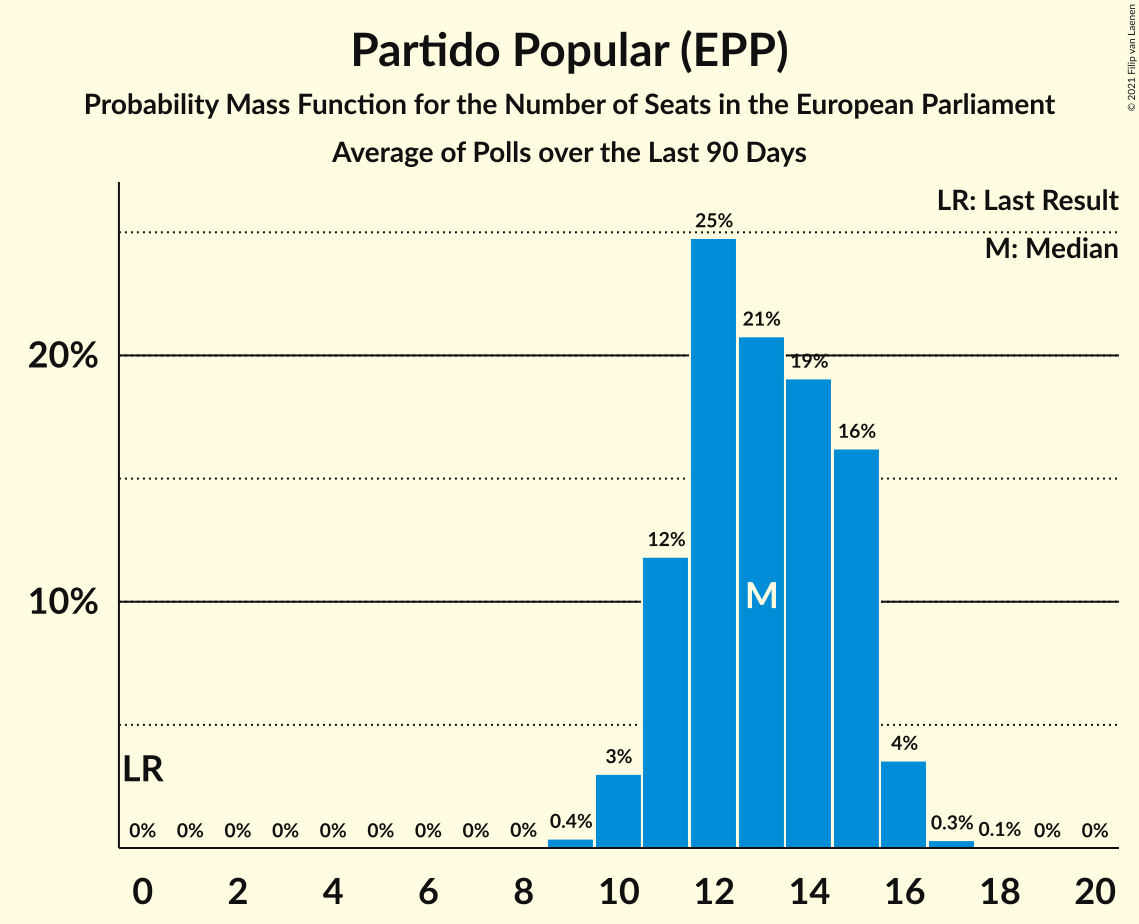 Partido Popular (EPP)
Probability Mass Function for the Number of Seats in the European Parliament
Average of Polls over the Last 90 Days
© 2021 Filip van Laenen
LR: Last Result
M: Median
25%
21%
20%
19%
16%
12%
10%
M
4%
3%
LR
0% 0% 0% 0% 0% 0% 0% 0% 0% 0.4% 0.3% 0.1% 0% 0%
0 2 4 6 8 10 12 14 16 18 20